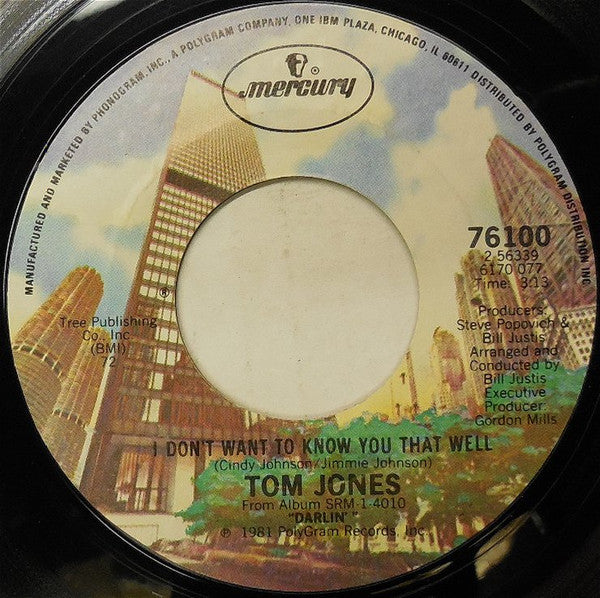 MANUFACTURED AND MARKETED BY PHONOGRAM, INC., A POLYGRAM COMPANY, ONE IBM PLAZA, CHICAGO, IL 60611 DISTRIBUTED BY POLYGRAM DISTRIBUTION INC.
®
mercury
76100
2 56339
6170 077
Time: 3:13
®
Tree Publishing
Co., Inc.
(BMI)
72
Producers:
Steve Popovich &
Bill Justis
Arranged and
Conducted by
Bill Justis
Executive
Producer:
Gordon Mills
I DON'T WANT TO KNOW YOU THAT WELL
(Cindy Johnson/Jimmie Johnson)
TOM JONES
From Album SRM-1-4010
"DARLIN'"
℗ 1981 PolyGram Records, Inc.